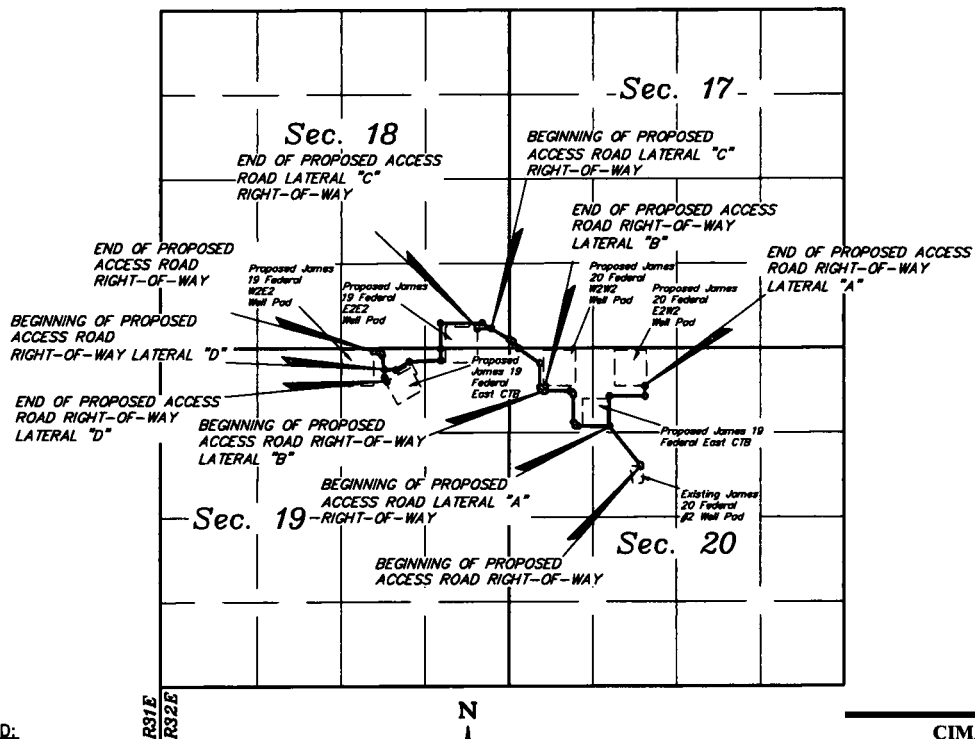 Sec. 17
Sec. 18
BEGINNING OF PROPOSED
ACCESS ROAD LATERAL "C"
RIGHT-OF-WAY
END OF PROPOSED ACCESS
ROAD LATERAL "C"
RIGHT-OF-WAY
END OF PROPOSED ACCESS
ROAD RIGHT-OF-WAY
LATERAL "B"
END OF PROPOSED
ACCESS ROAD
RIGHT-OF-WAY
END OF PROPOSED ACCESS
ROAD RIGHT-OF-WAY
LATERAL "A"
Proposed James
19 Federal
W2E2
Well Pad
Proposed James
19 Federal
E2E2
Well Pad
Proposed James
20 Federal
W2W2
Well Pad
Proposed James
20 Federal
E2W2
Well Pad
BEGINNING OF PROPOSED
ACCESS ROAD
RIGHT-OF-WAY LATERAL "D"
Proposed
James 19
Federal
East CTB
END OF PROPOSED ACCESS
ROAD RIGHT-OF-WAY
LATERAL "D"
BEGINNING OF PROPOSED
ACCESS ROAD RIGHT-OF-WAY
LATERAL "B"
Proposed James 19
Federal East CTB
BEGINNING OF PROPOSED
ACCESS ROAD LATERAL "A"
RIGHT-OF-WAY
Existing James
20 Federal
#2 Well Pad
Sec. 19
Sec. 20
BEGINNING OF PROPOSED
ACCESS ROAD RIGHT-OF-WAY
R31E
R32E
N
D:
CIM